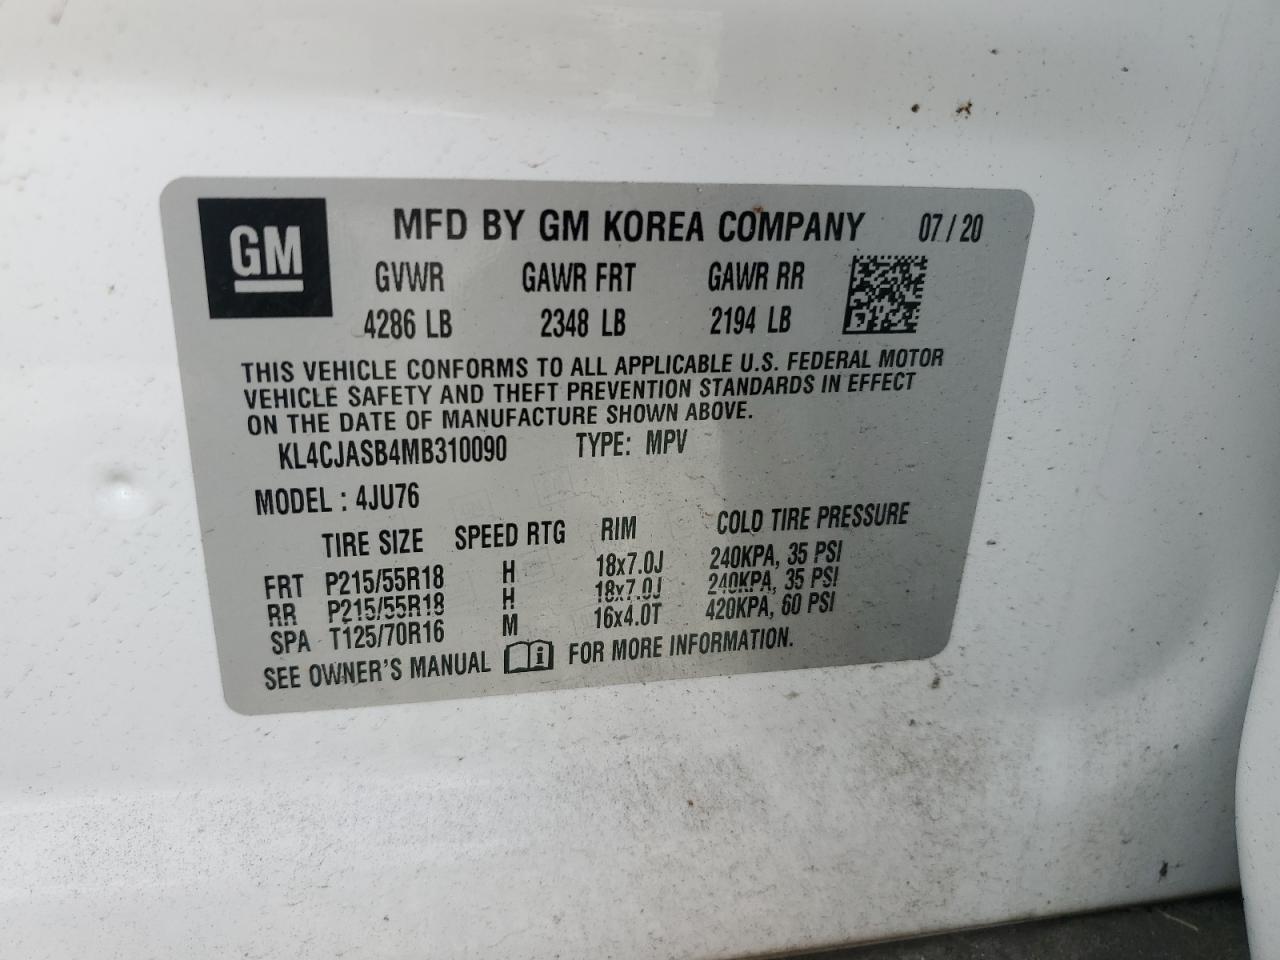 GM
MFD BY GM KOREA COMPANY 07/20
GVWR GAWR FRT GAWR RR
4286 LB 2348 LB 2194 LB
THIS VEHICLE CONFORMS TO ALL APPLICABLE U.S. FEDERAL MOTOR
VEHICLE SAFETY AND THEFT PREVENTION STANDARDS IN EFFECT
ON THE DATE OF MANUFACTURE SHOWN ABOVE.
KL4CJASB4MB310090 TYPE: MPV
MODEL : 4JU76
TIRE SIZE SPEED RTG RIM COLD TIRE PRESSURE
FRT P215/55R18 H 18x7.0J 240KPA, 35 PSI
RR P215/55R18 H 18x7.0J 240KPA, 35 PSI
SPA T125/70R16 M 16x4.0T 420KPA, 60 PSI
SEE OWNER'S MANUAL i FOR MORE INFORMATION.